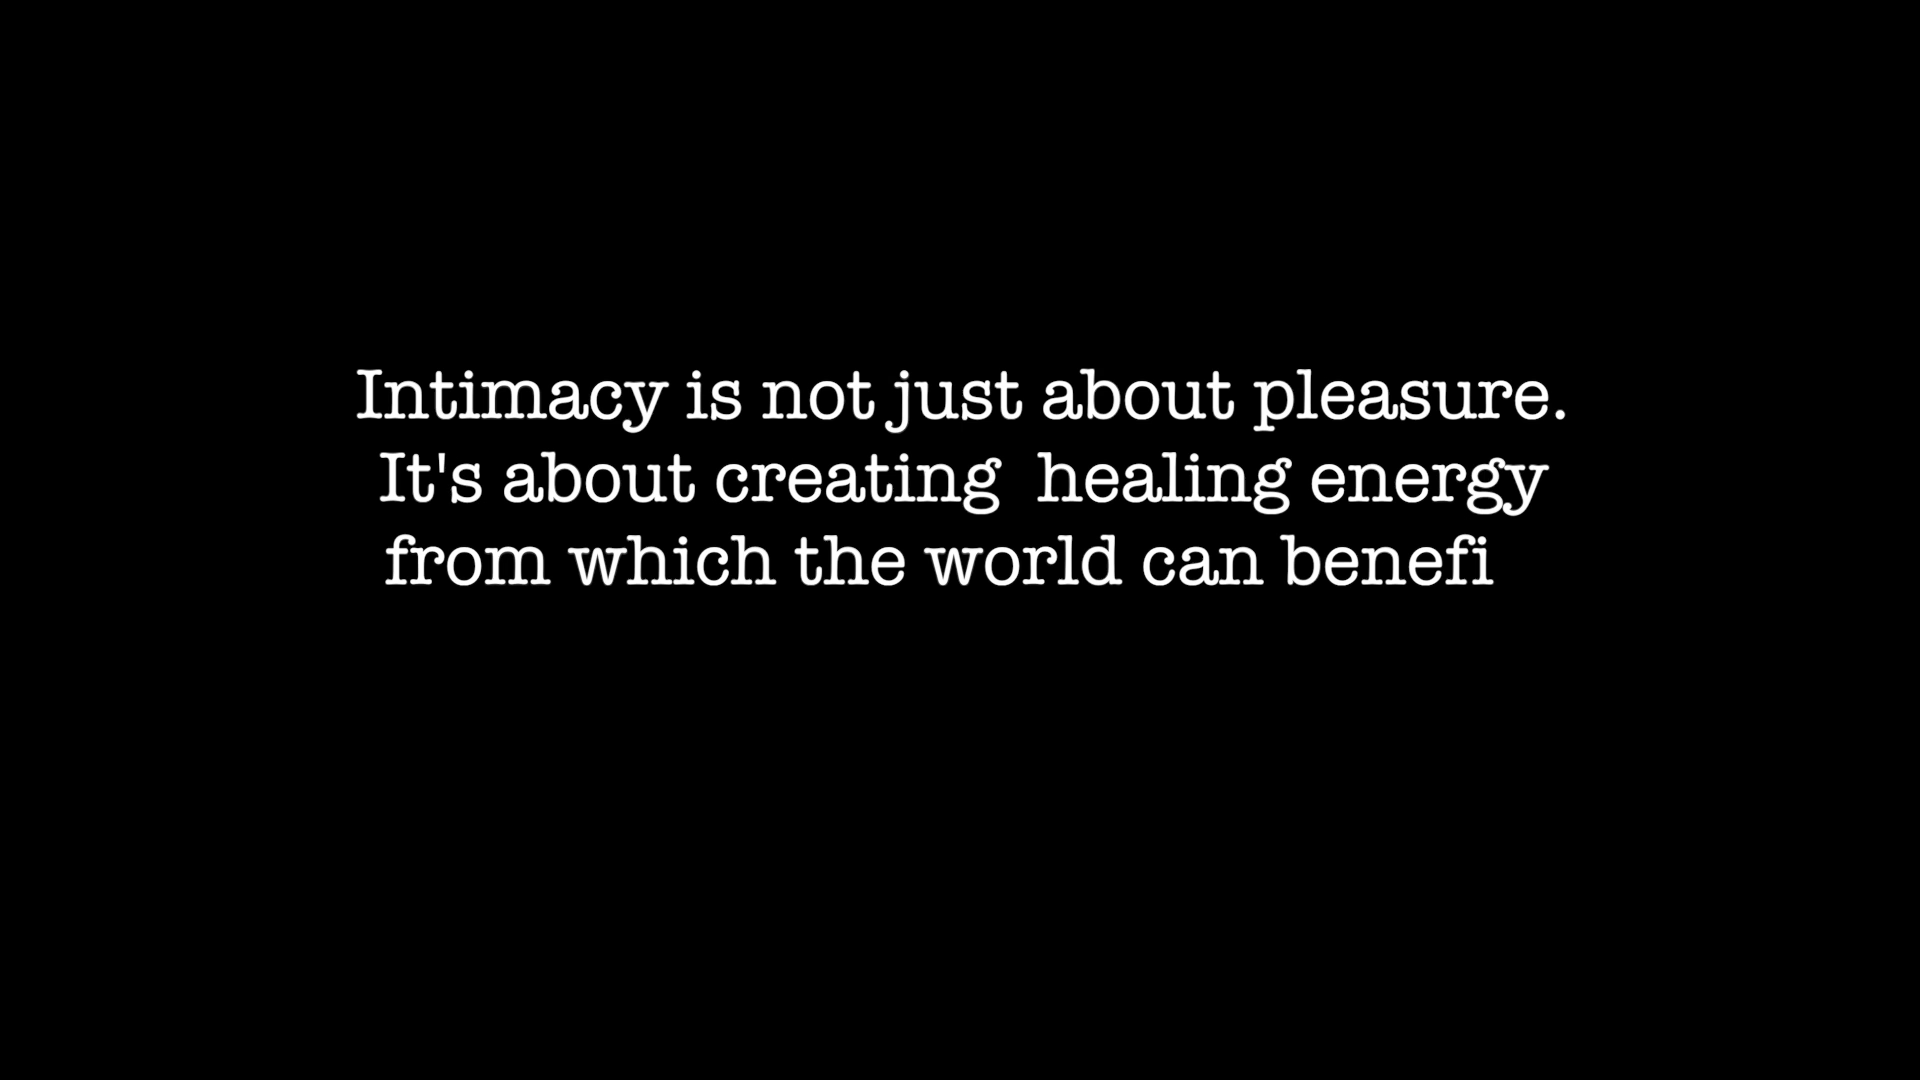 Intimacy is not just about pleasure.
It's about creating  healing energy
from which the world can benefi